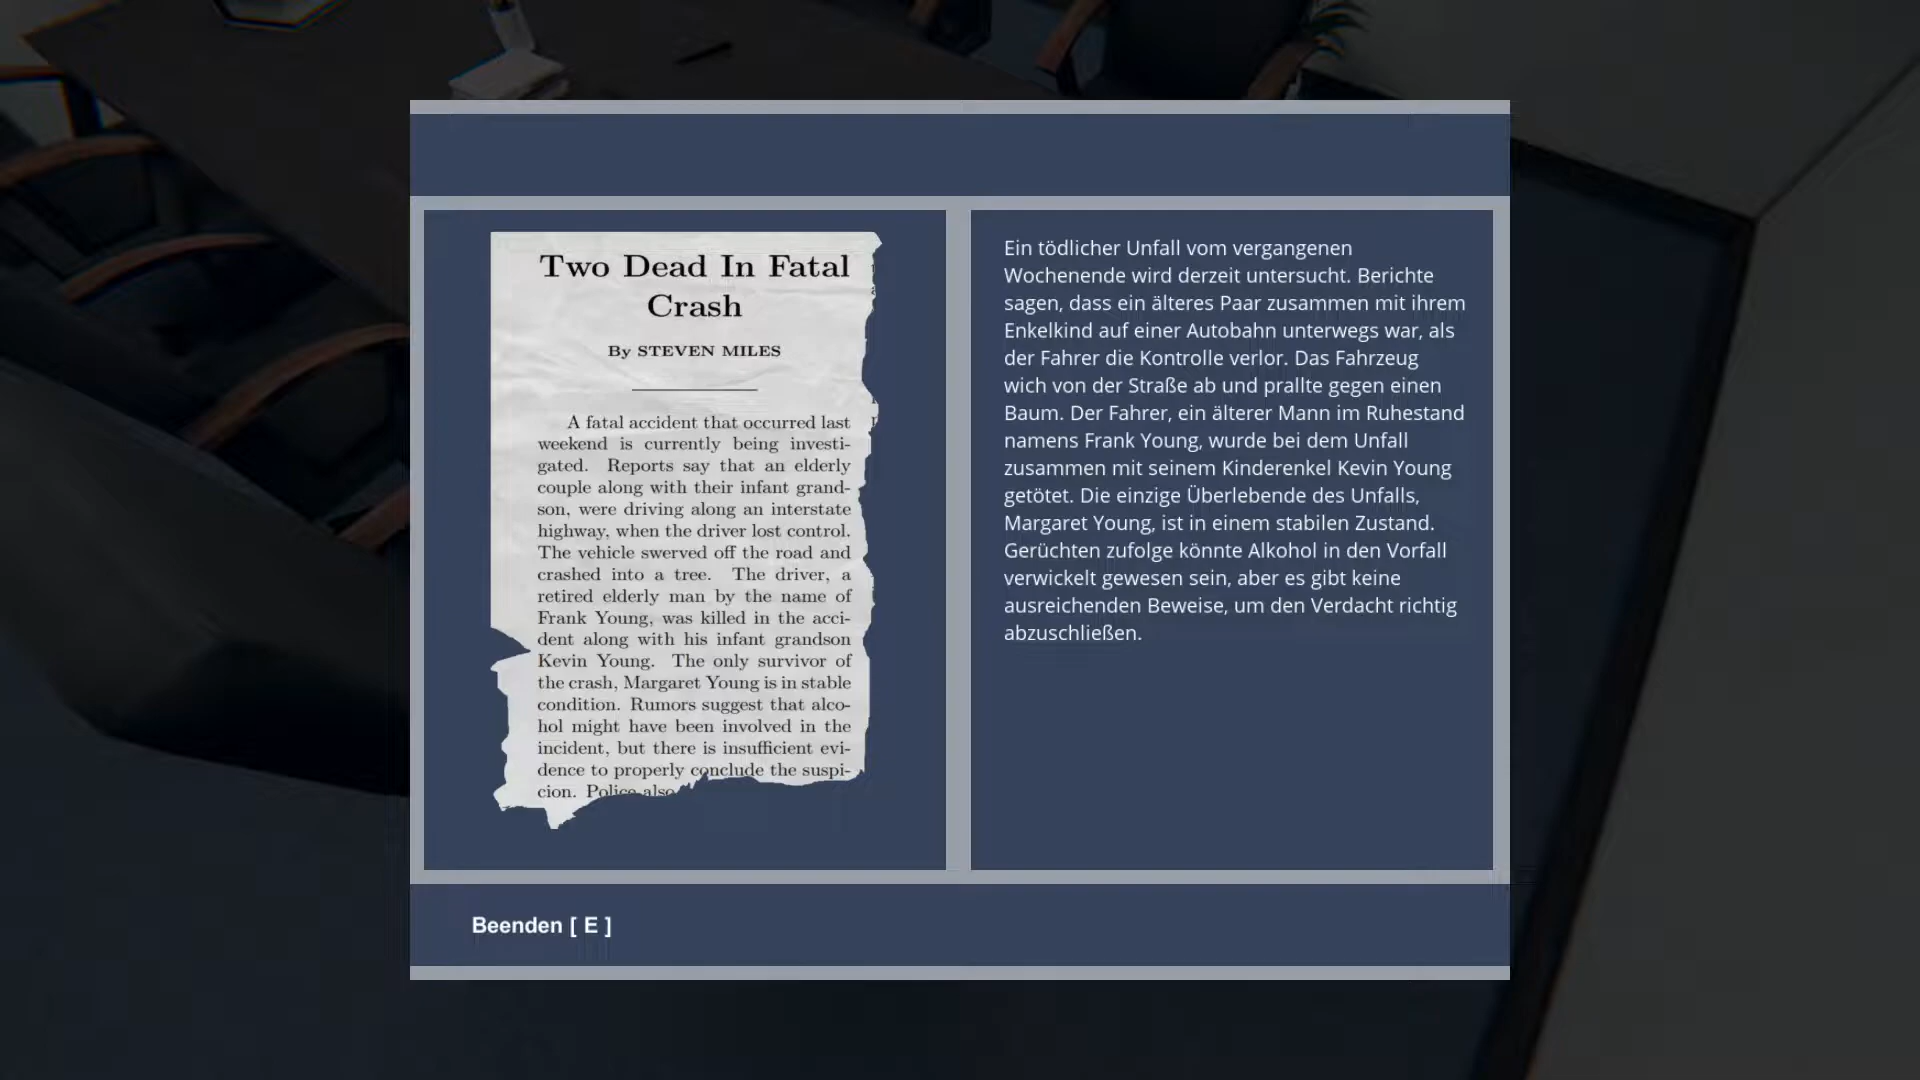 Two Dead In Fatal
Crash
By STEVEN MILES
A fatal accident that occurred last
weekend is currently being investi-
gated. Reports say that an elderly
couple along with their infant grand-
son, were driving along an interstate
highway, when the driver lost control.
The vehicle swerved off the road and
crashed into a tree. The driver, a
retired elderly man by the name of
Frank Young, was killed in the acci-
dent along with his infant grandson
Kevin Young. The only survivor of
the crash, Margaret Young is in stable
condition. Rumors suggest that alco-
hol might have been involved in the
incident, but there is insufficient evi-
dence to properly conclude the suspi-
cion. Police also
Ein tödlicher Unfall vom vergangenen
Wochenende wird derzeit untersucht. Berichte
sagen, dass ein älteres Paar zusammen mit ihrem
Enkelkind auf einer Autobahn unterwegs war, als
der Fahrer die Kontrolle verlor. Das Fahrzeug
wich von der Straße ab und prallte gegen einen
Baum. Der Fahrer, ein älterer Mann im Ruhestand
namens Frank Young, wurde bei dem Unfall
zusammen mit seinem Kinderenkel Kevin Young
getötet. Die einzige Überlebende des Unfalls,
Margaret Young, ist in einem stabilen Zustand.
Gerüchten zufolge könnte Alkohol in den Vorfall
verwickelt gewesen sein, aber es gibt keine
ausreichenden Beweise, um den Verdacht richtig
abzuschließen.
Beenden [ E ]